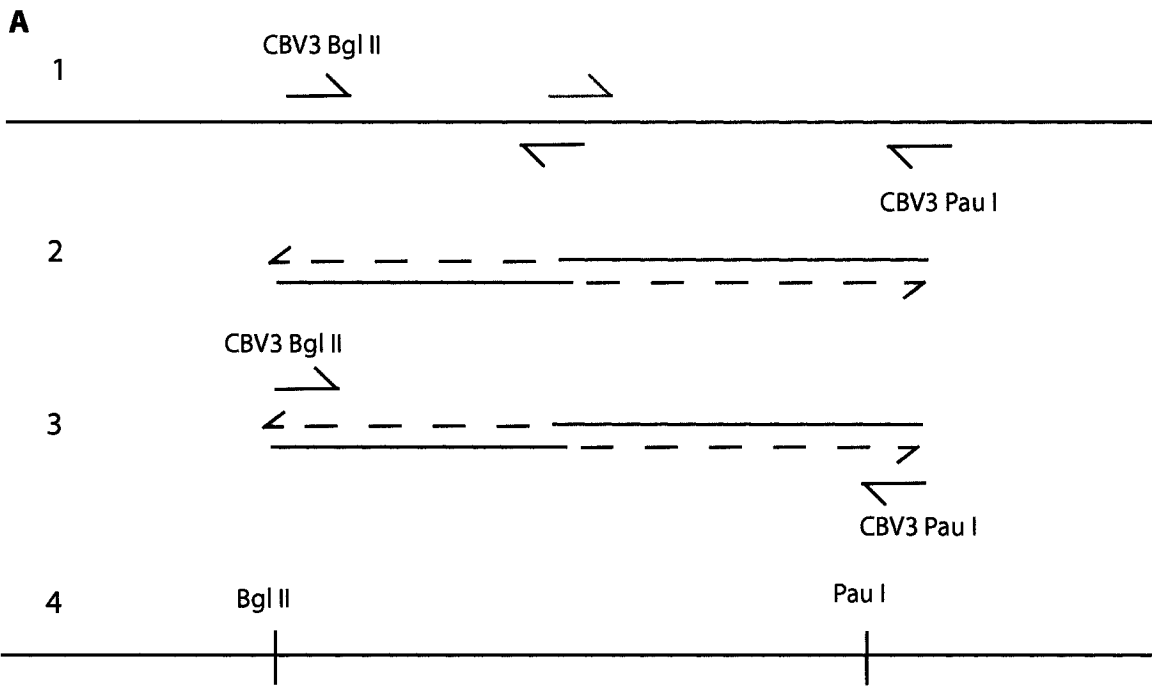 A
1
CBV3 Bgl II
CBV3 Pau I
2
CBV3 Bgl II
3
CBV3 Pau I
4
Bgl II
Pau I